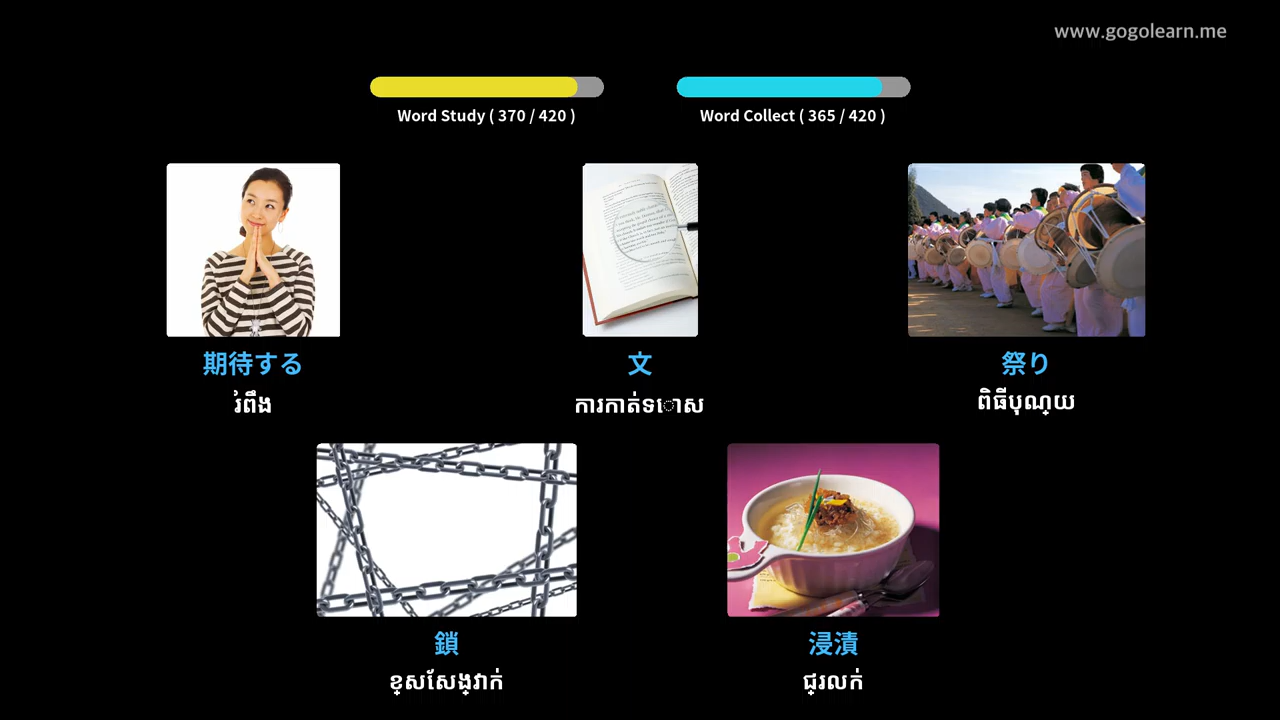 www.gogolearn.me
Word Study ( 370 / 420 )
Word Collect ( 365 / 420 )
期待する
រំពឹង
文
ការកាត់ទោស
祭り
ពិធីបុណ្យ
鎖
ខ្សែសង្វាក់
浸漬
ជ្រលក់